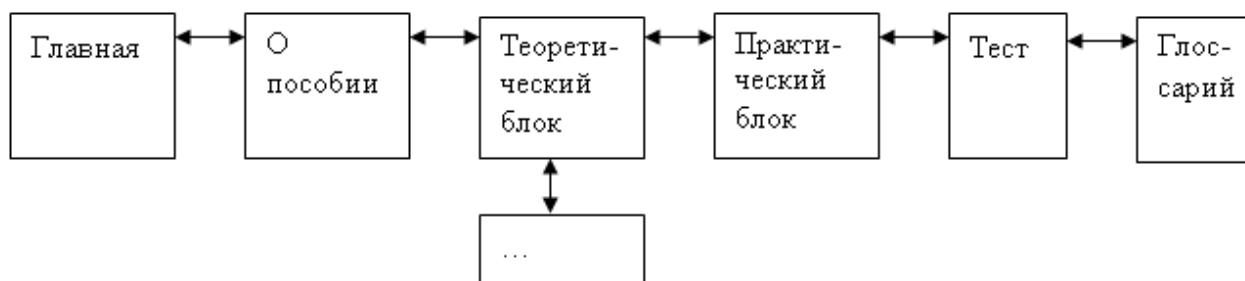 Главная
О
пособии
Теорети-
ческий
блок
Практи-
ческий
блок
Тест
Глос-
сарий
...